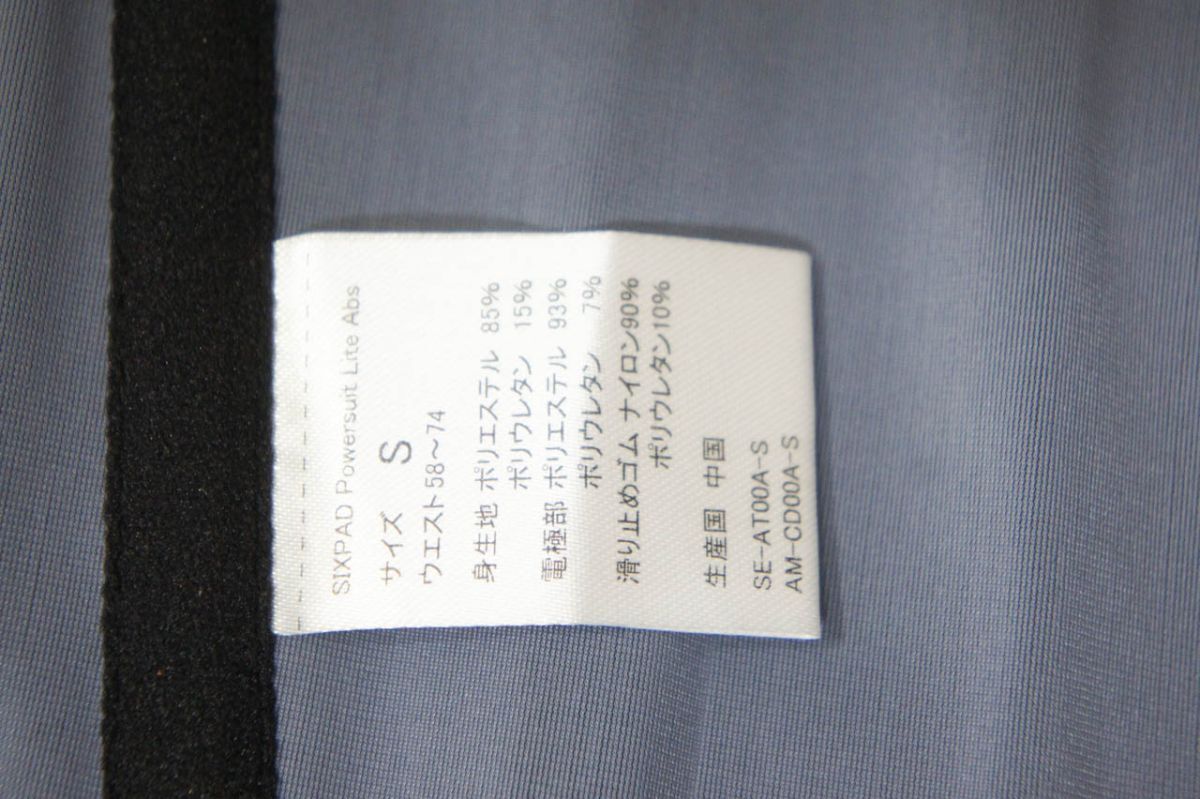 SIXPAD Powersuit Lite Abs
サイズ S
ウエスト58〜74
身生地 ポリエステル 85%
ポリウレタン 15%
電極部 ポリエステル 93%
ポリウレタン 7%
滑り止めゴム ナイロン90%
ポリウレタン10%
生産国 中国
SE-AT00A-S
AM-CD00A-S